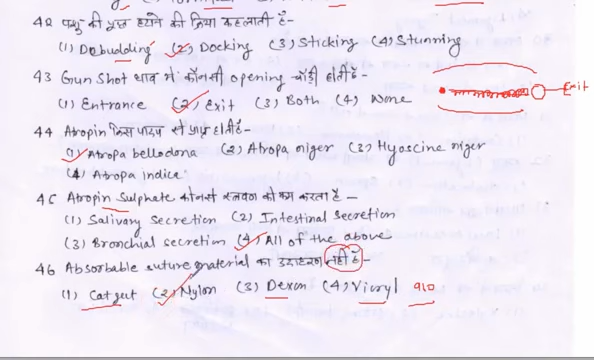 42 पशु की पूंछ हटाने की क्रिया कहलाती है-
(1) Debudding (2) Docking (3) Sticking (4) Stunning
43 Gun Shot घाव में कौनसी opening चौड़ी होती है-
(1) Entrance (2) Exit (3) Both (4) None
Exit
44 Atropin किस पादप से प्राप्त होती है-
(1) Atropa bellodona (2) Atropa niger (3) Hyoscine niger
(4) Atropa indica
45 Atropin Sulphate कौनसे स्त्रवण को कम करता है -
(1) Salivary Secretion (2) Intestinal secretion
(3) Bronchial secretion (4) All of the above
46 Absorbable suture material का उदाहरण नहीं है-
(1) Catgut (2) Nylon (3) Dexon (4) Vicryl 910